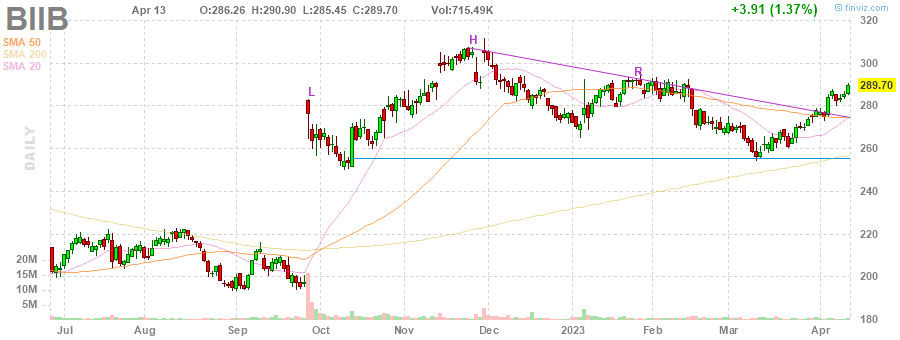 BIIB
Apr 13 O:286.26 H:290.90 L:285.45 C:289.70 Vol:715.49K +3.91 (1.37%) © finviz.com
SMA 50
SMA 200
SMA 20
DAILY
L
H
R
320
300
289.70
280
260
240
220
200
180
20M
15M
10M
5M
Jul Aug Sep Oct Nov Dec 2023 Feb Mar Apr